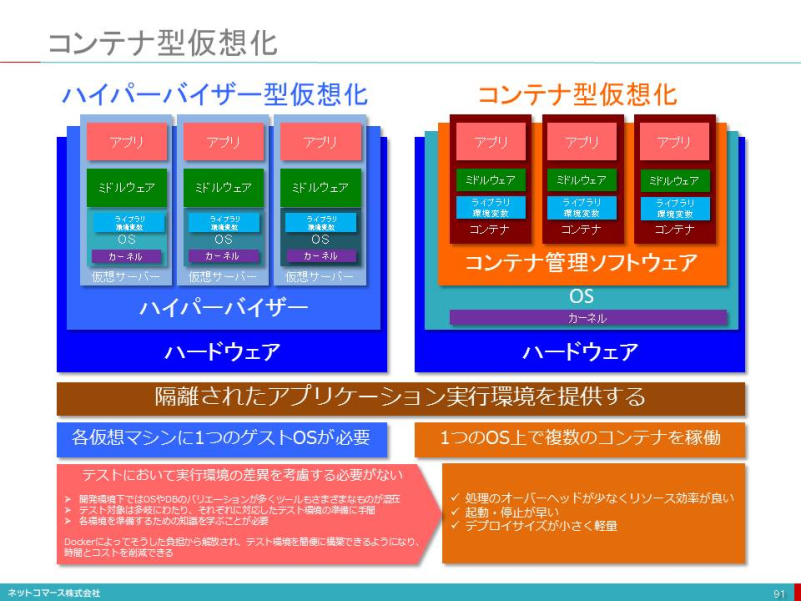 コンテナ型仮想化
ハイパーバイザー型仮想化
アプリ
アプリ
アプリ
ミドルウェア
ミドルウェア
ミドルウェア
ライブラリ
環境変数
ライブラリ
環境変数
ライブラリ
環境変数
OS
OS
OS
カーネル
カーネル
カーネル
仮想サーバー
仮想サーバー
仮想サーバー
ハイパーバイザー
ハードウェア
コンテナ型仮想化
アプリ
アプリ
アプリ
ミドルウェア
ミドルウェア
ミドルウェア
ライブラリ
環境変数
ライブラリ
環境変数
ライブラリ
環境変数
コンテナ
コンテナ
コンテナ
コンテナ管理ソフトウェア
OS
カーネル
ハードウェア
隔離されたアプリケーション実行環境を提供する
各仮想マシンに1つのゲストOSが必要
1つのOS上で複数のコンテナを稼働
テストにおいて実行環境の差異を考慮する必要がない
➢ 開発環境下ではOSやDBのバリエーションが多くツールもさまざまなものが混在
➢ テスト対象は多岐にわたり、それぞれに対応したテスト環境の準備に手間
➢ 各環境を準備するための知識を学ぶことが必要
Dockerによってそうした負担から解放され、テスト環境を簡便に構築できるようになり、
時間とコストを削減できる
✓ 処理のオーバーヘッドが少なくリソース効率が良い
✓ 起動・停止が早い
✓ デプロイサイズが小さく軽量
ネットコマース株式会社
91